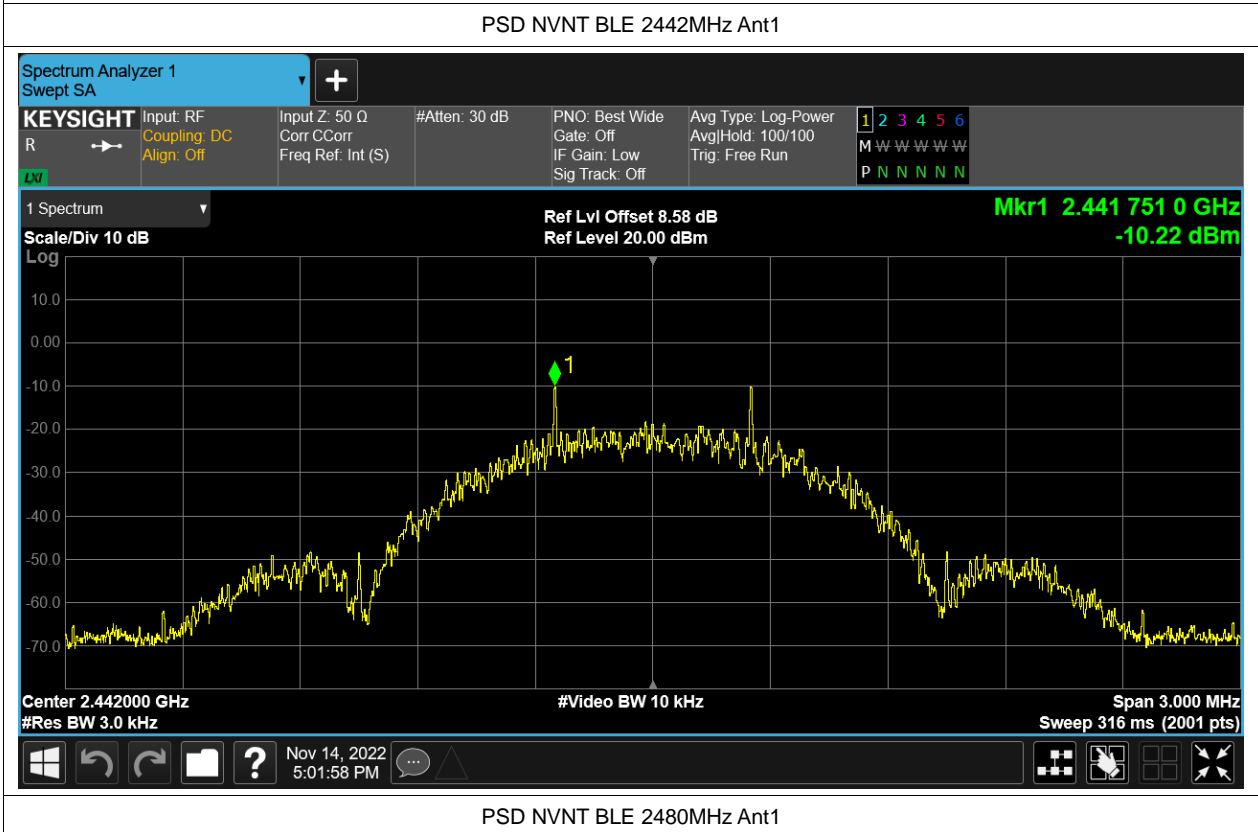 PSD NVNT BLE 2442MHz Ant1
Spectrum Analyzer 1
Swept SA
KEYSIGHT
R
LXI
Input: RF
Coupling: DC
Align: Off
Input Z: 50 Ω
Corr CCorr
Freq Ref: Int (S)
#Atten: 30 dB
PNO: Best Wide
Gate: Off
IF Gain: Low
Sig Track: Off
Avg Type: Log-Power
Avg|Hold: 100/100
Trig: Free Run
1 2 3 4 5 6
M W W W W W
P N N N N N
1 Spectrum
Scale/Div 10 dB
Ref Lvl Offset 8.58 dB
Ref Level 20.00 dBm
Mkr1 2.441 751 0 GHz
-10.22 dBm
Log
10.0
0.00
-10.0
-20.0
-30.0
-40.0
-50.0
-60.0
-70.0
1
Center 2.442000 GHz
#Res BW 3.0 kHz
#Video BW 10 kHz
Span 3.000 MHz
Sweep 316 ms (2001 pts)
?
Nov 14, 2022
5:01:58 PM
PSD NVNT BLE 2480MHz Ant1